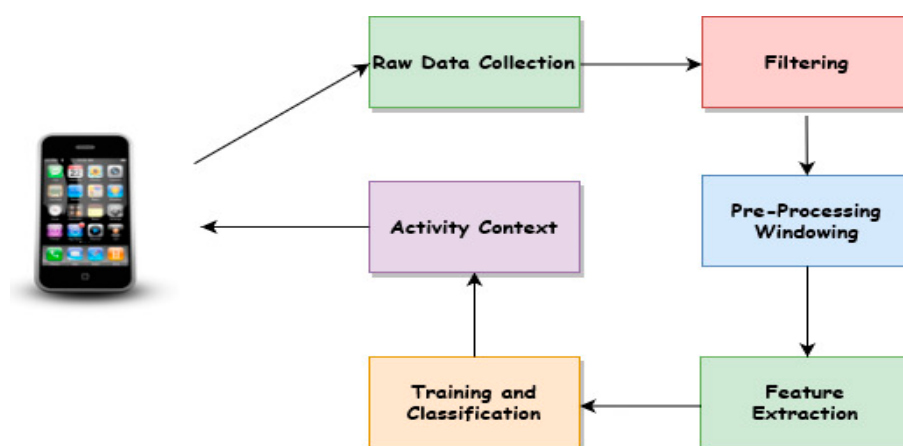 Raw Data Collection
Filtering
Pre-Processing
Windowing
Feature
Extraction
Training and
Classification
Activity Context